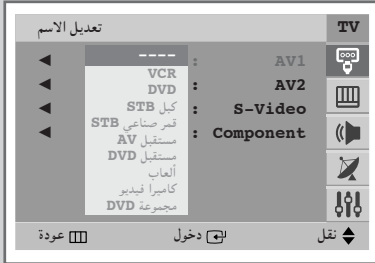 TV
تعديل الاسم
AV1 :
AV2 :
S-Video :
Component :
----
VCR
DVD
كبل STB
قمر صناعي STB
مستقبل AV
مستقبل DVD
ألعاب
كاميرا فيديو
مجموعة DVD
نقل
دخول
عودة